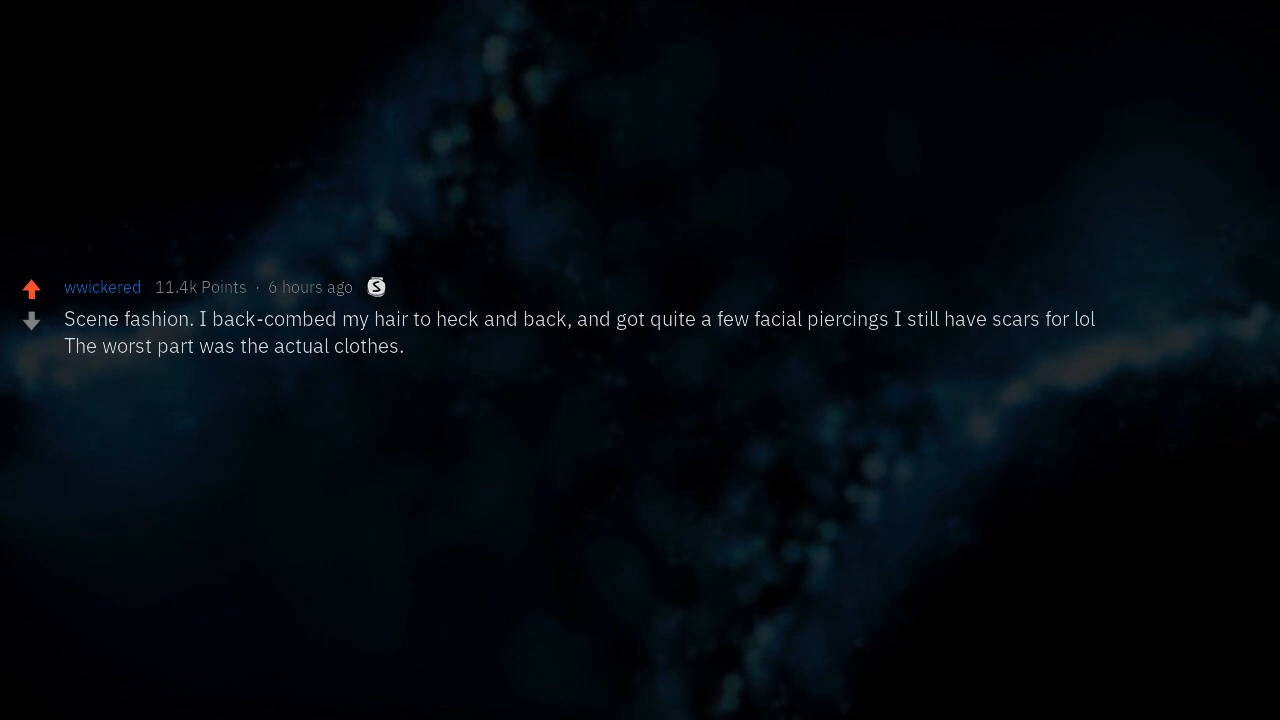 wwickered 11.4k Points · 6 hours ago S
Scene fashion. I back-combed my hair to heck and back, and got quite a few facial piercings I still have scars for lol
The worst part was the actual clothes.